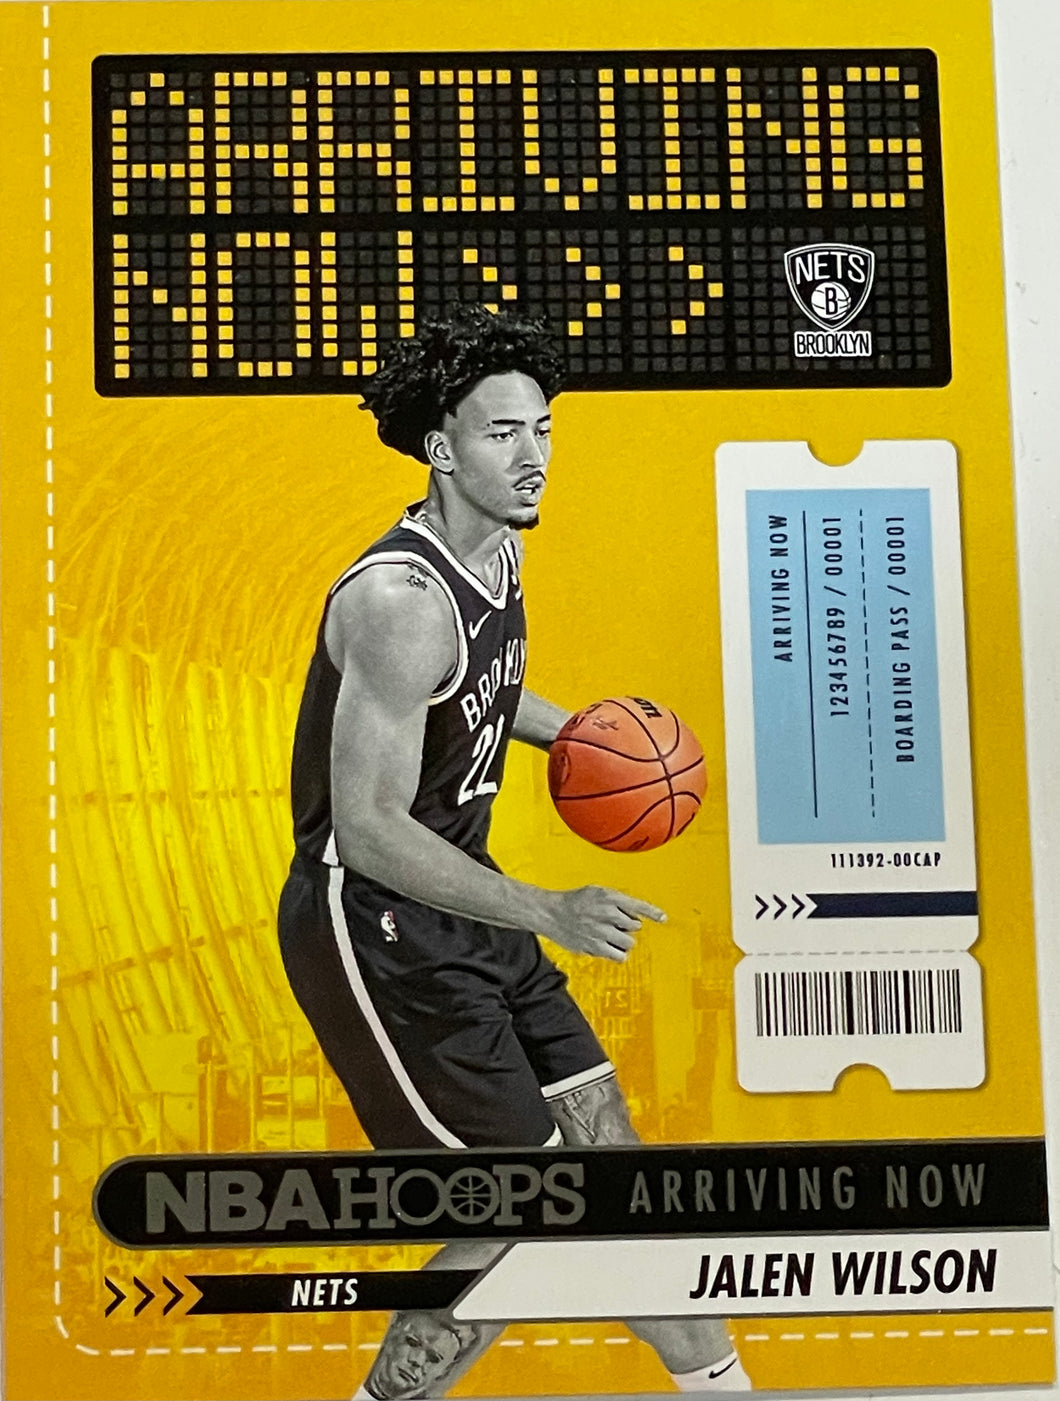 ARRIVING
NOW >>>
NETS
B
BROOKLYN
ARRIVING NOW
123456789 / 00001
BOARDING PASS / 00001
111392-00CAP
BROOKLYN
22
21
NBA HOOPS ARRIVING NOW
JALEN WILSON
NETS